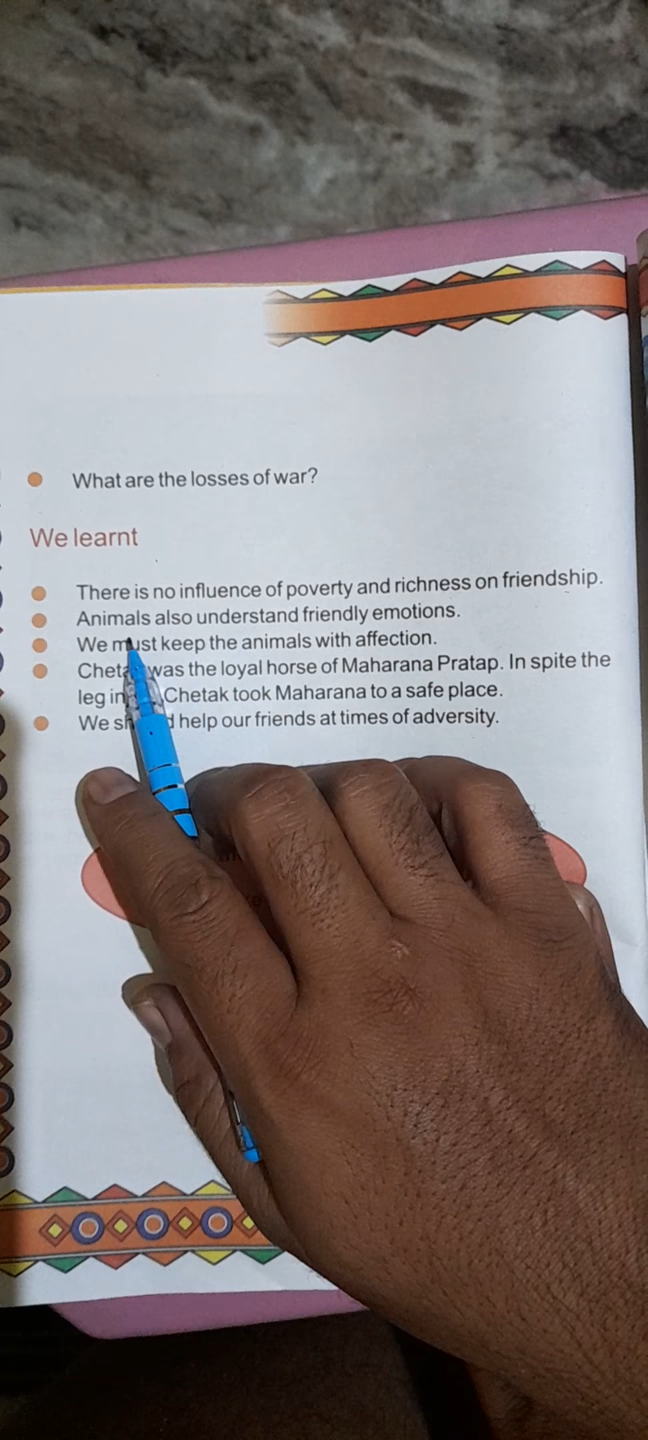 What are the losses of war?
We learnt
There is no influence of poverty and richness on friendship.
Animals also understand friendly emotions.
We must keep the animals with affection.
was the loyal horse of Maharana Pratap. In spite the
leg Chetak took Maharana to a safe place.
We help our friends at times of adversity.